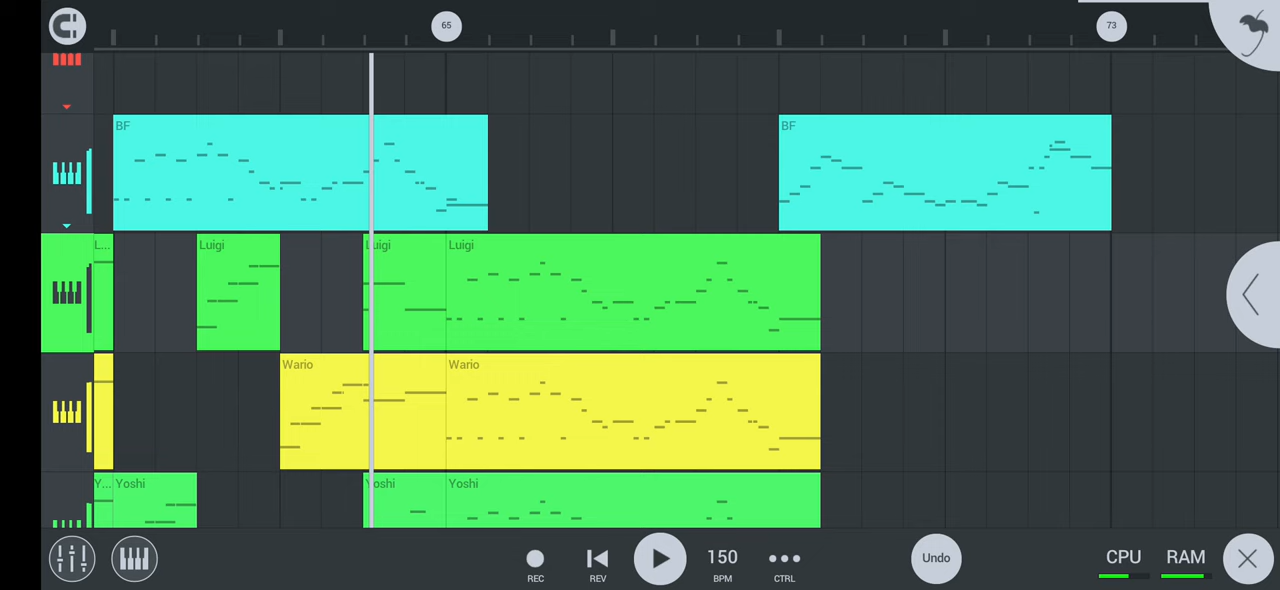 65
73
BF
BF
L...
Luigi
Luigi
Luigi
Wario
Wario
Y...
Yoshi
Yoshi
Yoshi
REC
REV
150
BPM
CTRL
Undo
CPU
RAM